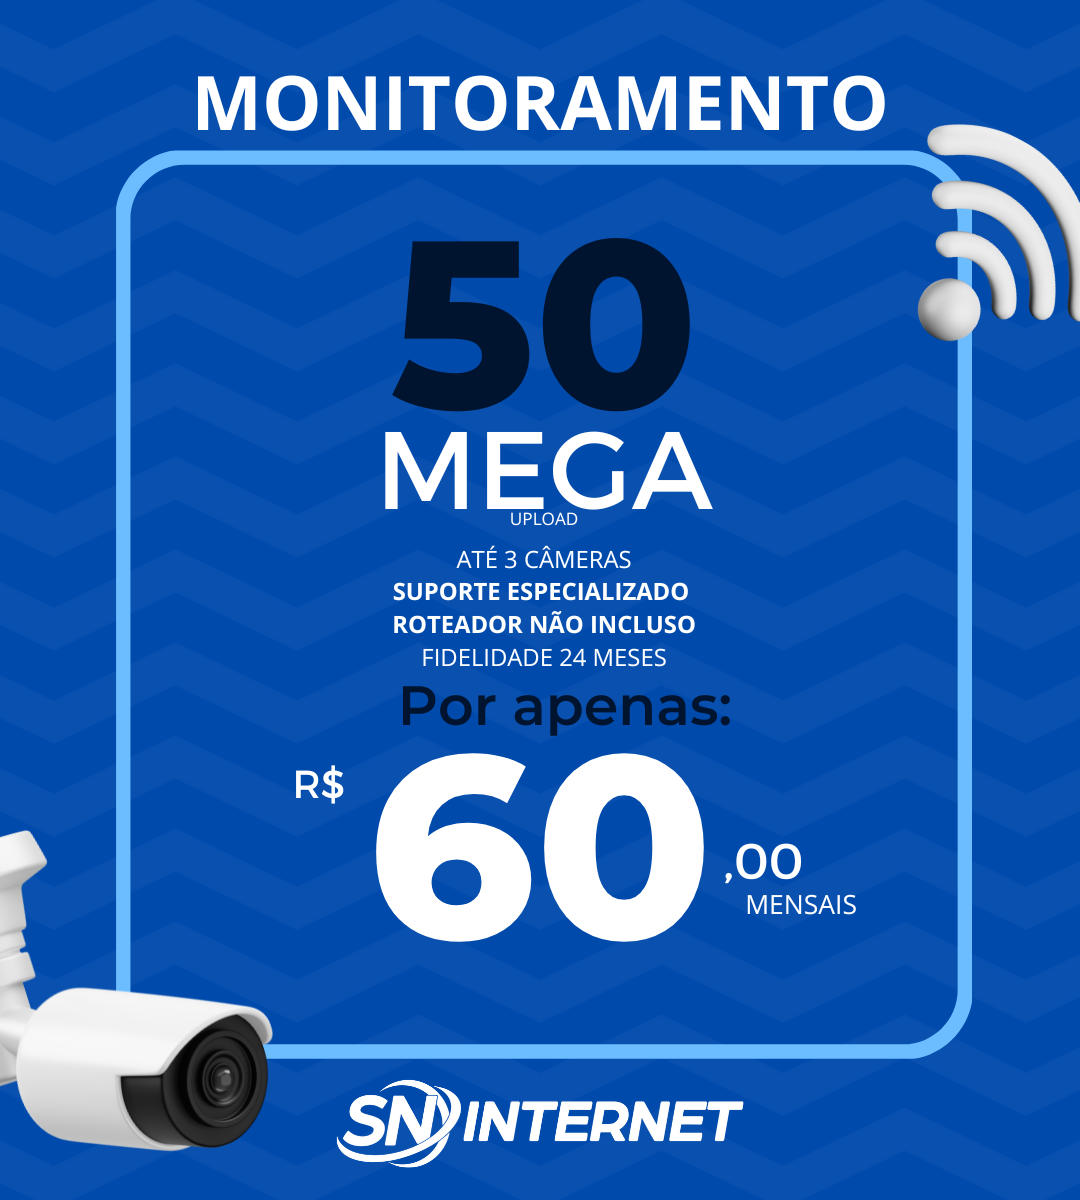 MONITORAMENTO
50
MEGA
UPLOAD
ATÉ 3 CÂMERAS
SUPORTE ESPECIALIZADO
ROTEADOR NÃO INCLUSO
FIDELIDADE 24 MESES
Por apenas:
R$ 60,00
MENSAIS
SN INTERNET